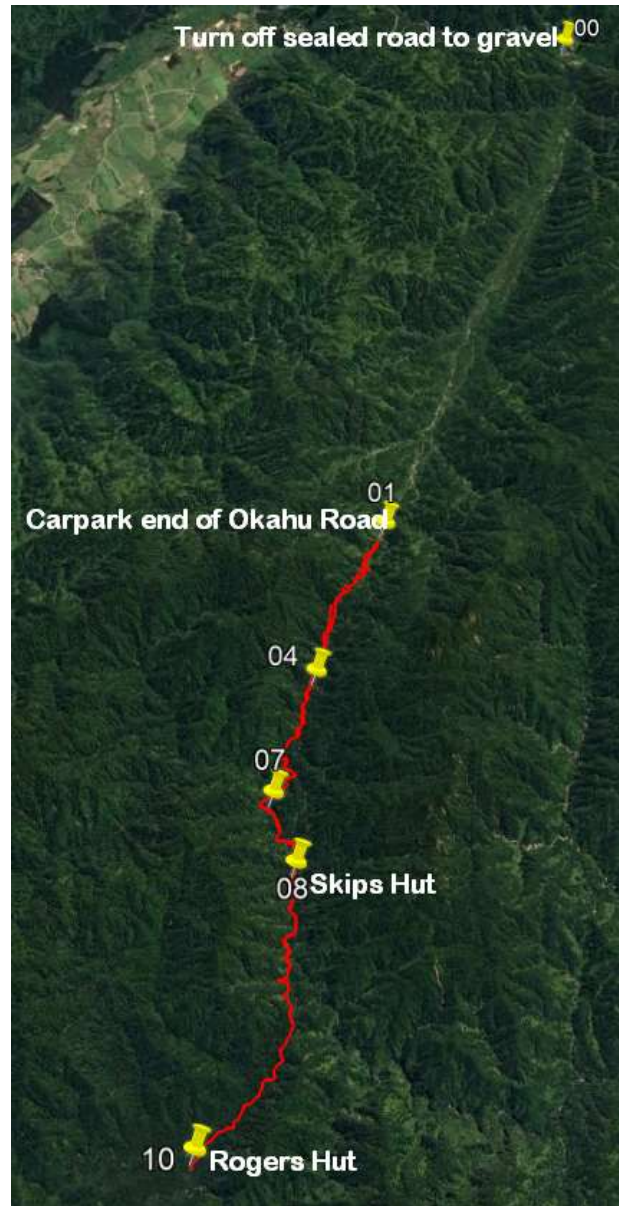 Turn off sealed road to gravel 00
01
Carpark end of Okahu Road
04
07
08 Skips Hut
10 Rogers Hut